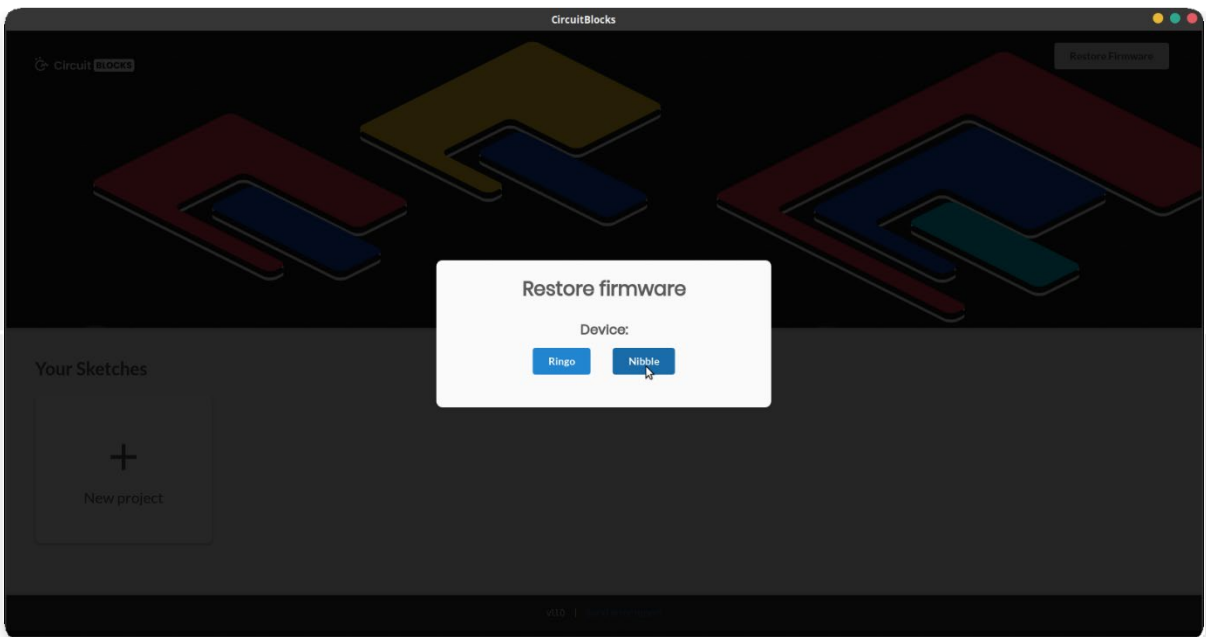 CircuitBlocks
Circuit BLOCKS
Restore Firmware
Restore firmware
Device:
Ringo Nibble
Your Sketches
New project